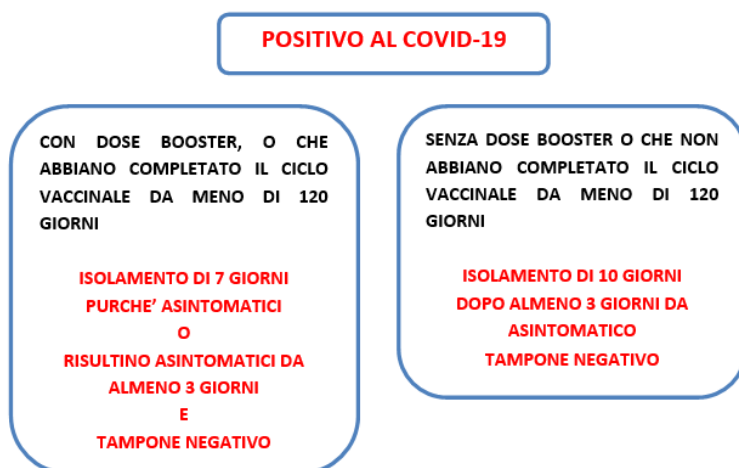 POSITIVO AL COVID-19
CON DOSE BOOSTER, O CHE
ABBIANO COMPLETATO IL CICLO
VACCINALE DA MENO DI 120
GIORNI
ISOLAMENTO DI 7 GIORNI
PURCHE’ ASINTOMATICI
O
RISULTINO ASINTOMATICI DA
ALMENO 3 GIORNI
E
TAMPONE NEGATIVO
SENZA DOSE BOOSTER O CHE NON
ABBIANO COMPLETATO IL CICLO
VACCINALE DA MENO DI 120
GIORNI
ISOLAMENTO DI 10 GIORNI
DOPO ALMENO 3 GIORNI DA
ASINTOMATICO
TAMPONE NEGATIVO